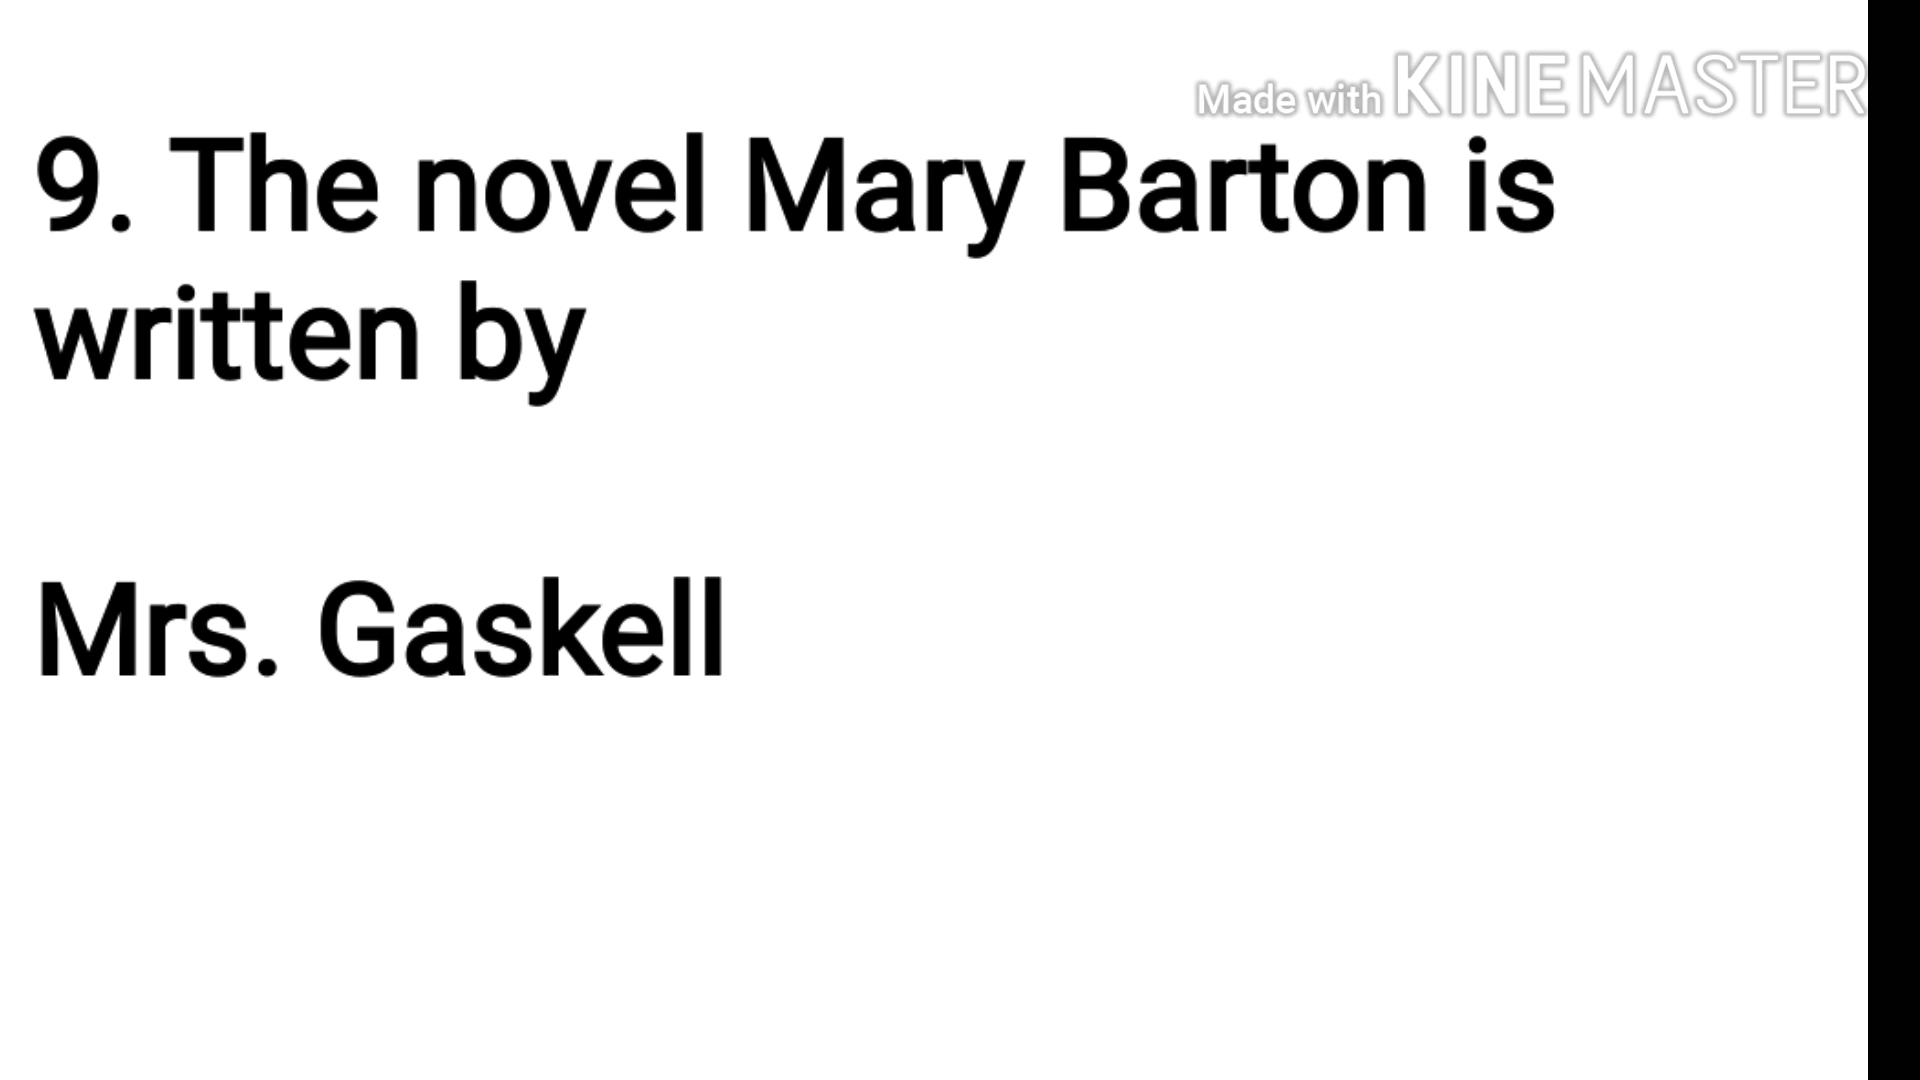 Made with KINEMASTER
9. The novel Mary Barton is
written by
Mrs. Gaskell